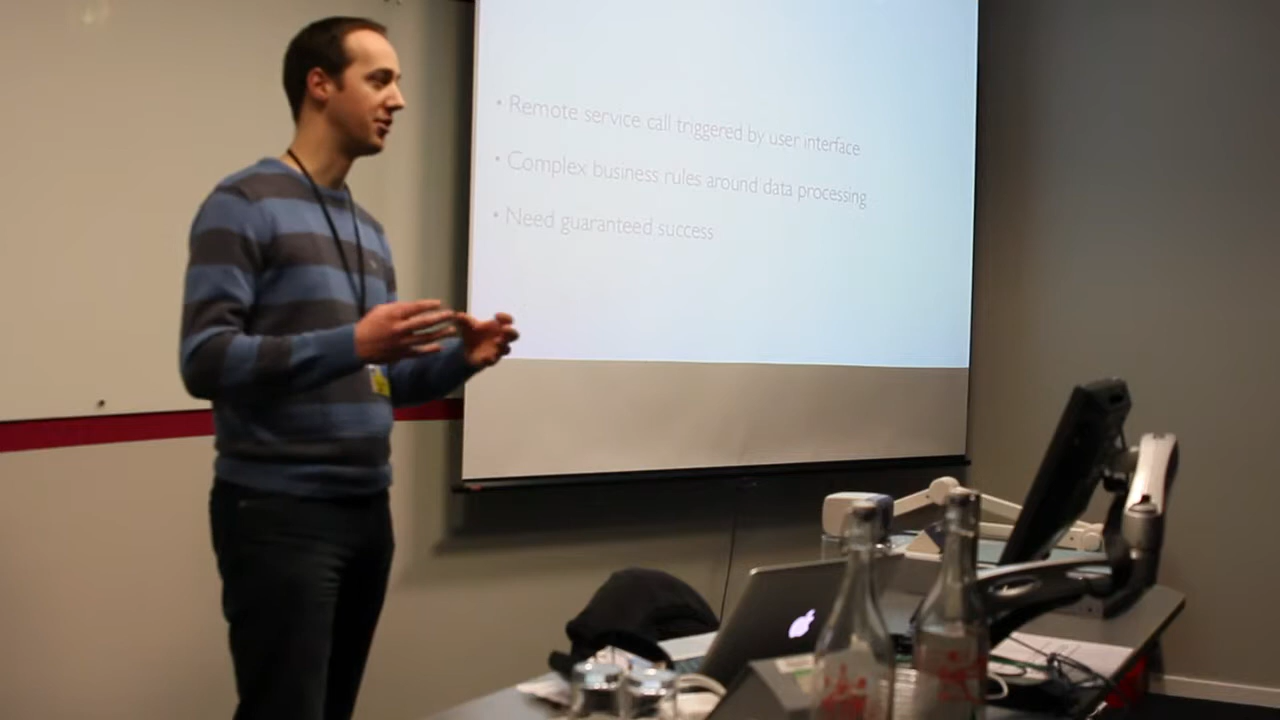 • Remote service call triggered by user interface
• Complex business rules around data processing
• Need guaranteed success